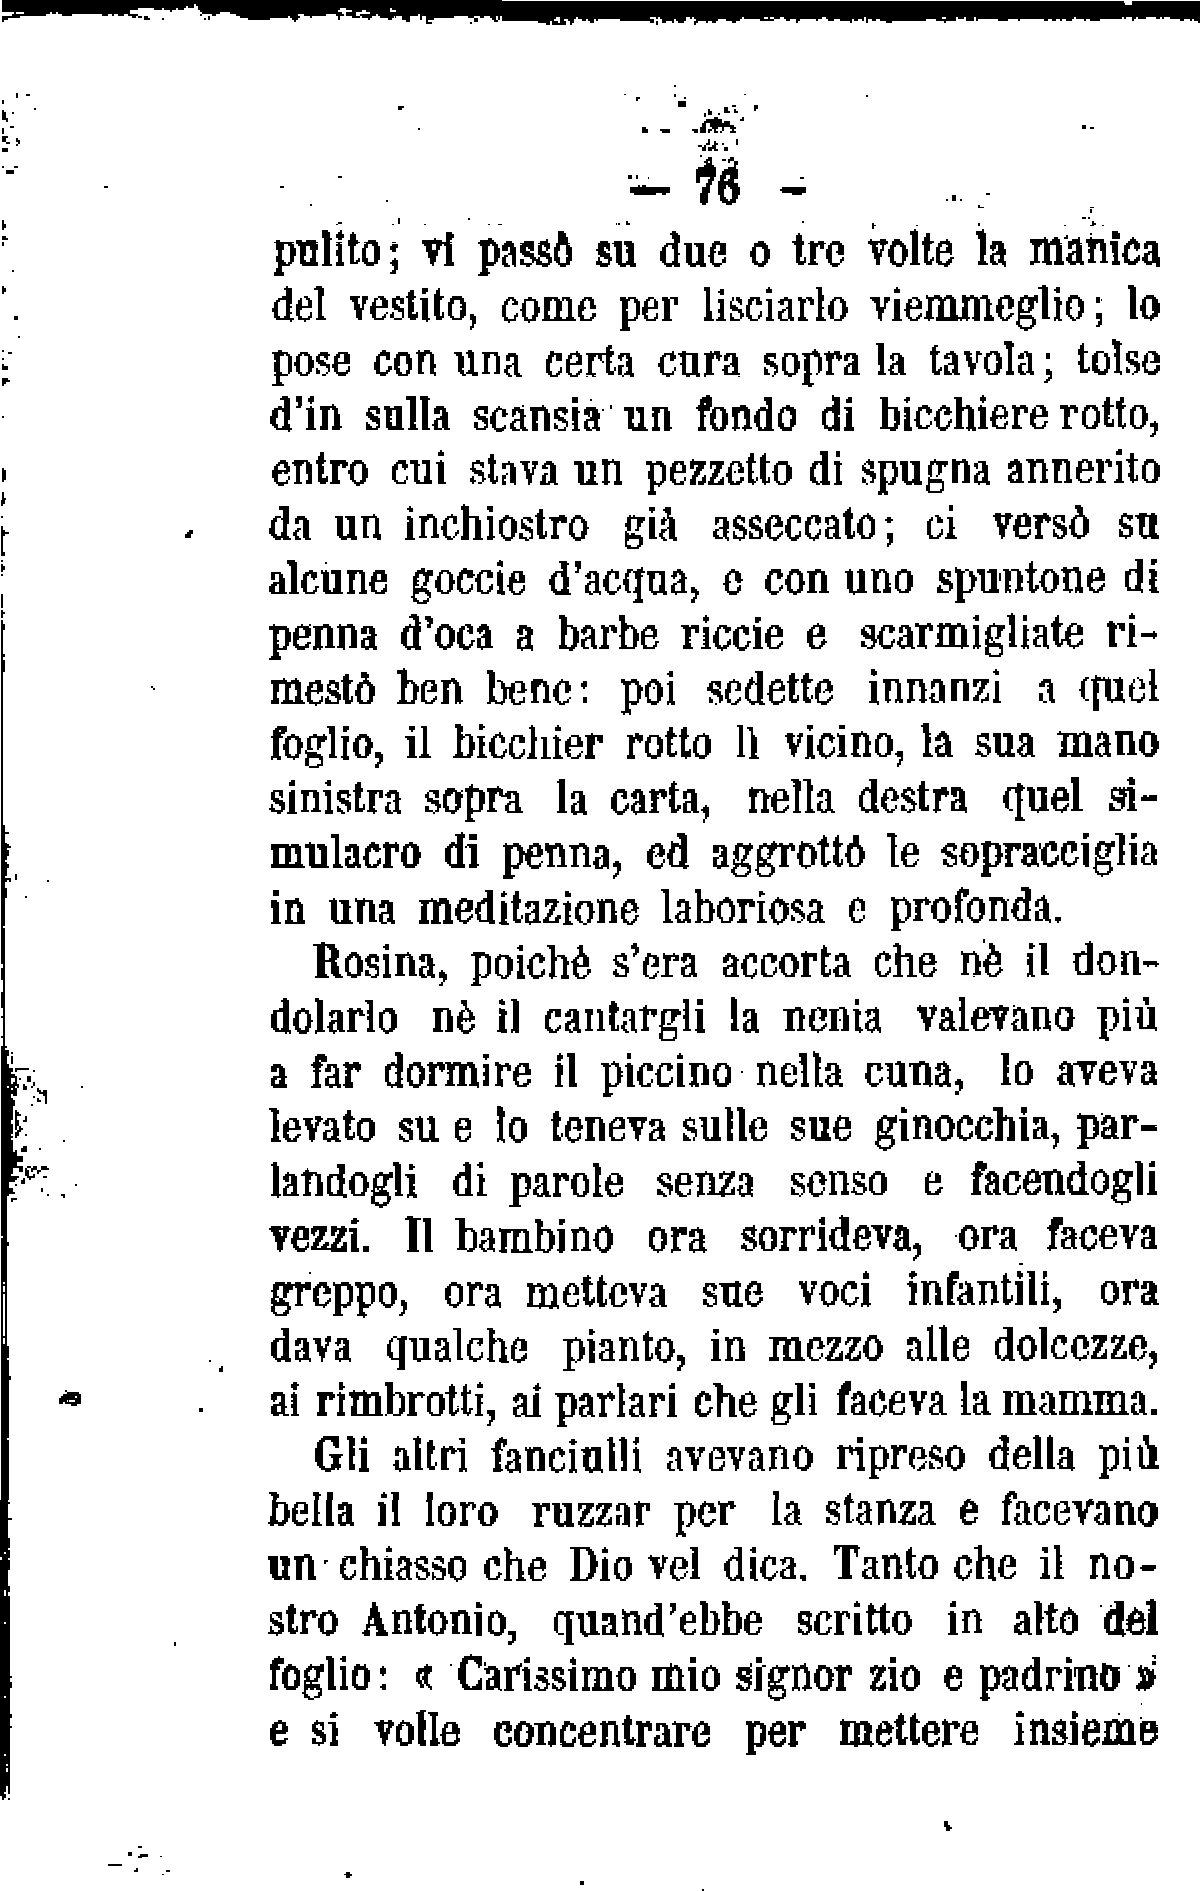 — 76 —
pulito; vi passò su due o tre volte la manica
del vestito, come per lisciarlo viemmeglio; lo
pose con una certa cura sopra la tavola; tolse
d'in sulla scansia un fondo di bicchiere rotto,
entro cui stava un pezzetto di spugna annerito
da un inchiostro già asseccato; ci versò su
alcune goccie d'acqua, e con uno spuntone di
penna d'oca a barbe riccie e scarmigliate ri-
mestò ben bene: poi sedette innanzi a quel
foglio, il bicchier rotto lì vicino, la sua mano
sinistra sopra la carta, nella destra quel si-
mulacro di penna, ed aggrottò le sopracciglia
in una meditazione laboriosa e profonda.
Rosina, poichè s'era accorta che nè il don-
dolarlo nè il cantargli la nenia valevano più
a far dormire il piccino nella cuna, lo aveva
levato su e lo teneva sulle sue ginocchia, par-
landogli di parole senza senso e facendogli
vezzi. Il bambino ora sorrideva, ora faceva
greppo, ora metteva sue voci infantili, ora
dava qualche pianto, in mezzo alle dolcezze,
ai rimbrotti, ai parlari che gli faceva la mamma.
Gli altri fanciulli avevano ripreso della più
bella il loro ruzzar per la stanza e facevano
un chiasso che Dio vel dica. Tanto che il no-
stro Antonio, quand'ebbe scritto in alto del
foglio: « Carissimo mio signor zio e padrino »
e si volle concentrare per mettere insieme